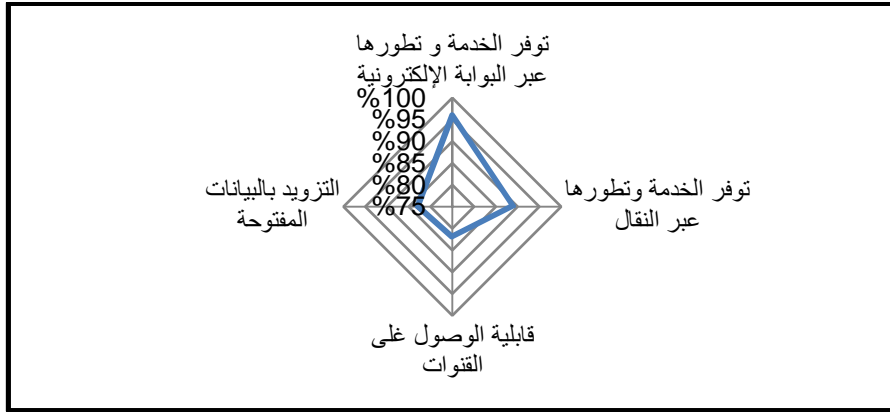 توفر الخدمة و تطورها
عبر البوابة الإلكترونية
%100
%95
%90
%85
%80
%75
توفر الخدمة وتطورها
عبر النقال
قابلية الوصول غلى
القنوات
التزويد بالبيانات
المفتوحة